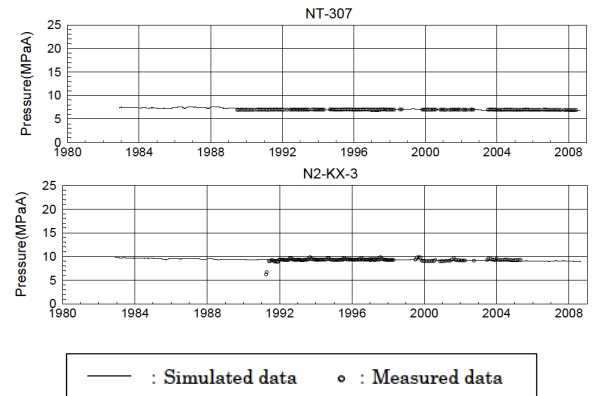 NT-307
Pressure(MPaA)
25
20
15
10
5
0
1980 1984 1988 1992 1996 2000 2004 2008
N2-KX-3
Pressure(MPaA)
25
20
15
10
5
0
1980 1984 1988 1992 1996 2000 2004 2008
: Simulated data : Measured data